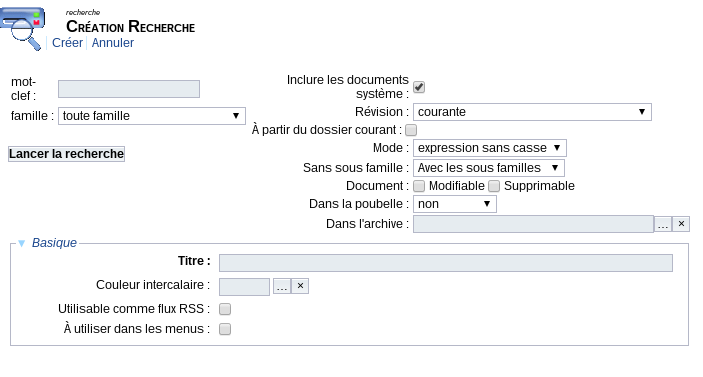 recherche
CRÉATION RECHERCHE
Créer Annuler
mot-
clef :
Inclure les documents
système :
famille : toute famille
Révision : courante
À partir du dossier courant :
Mode : expression sans casse
Lancer la recherche
Sans sous famille : Avec les sous familles
Document : Modifiable Supprimable
Dans la poubelle : non
Dans l'archive : ... ×
Basique
Titre :
Couleur intercalaire : ... ×
Utilisable comme flux RSS :
À utiliser dans les menus :